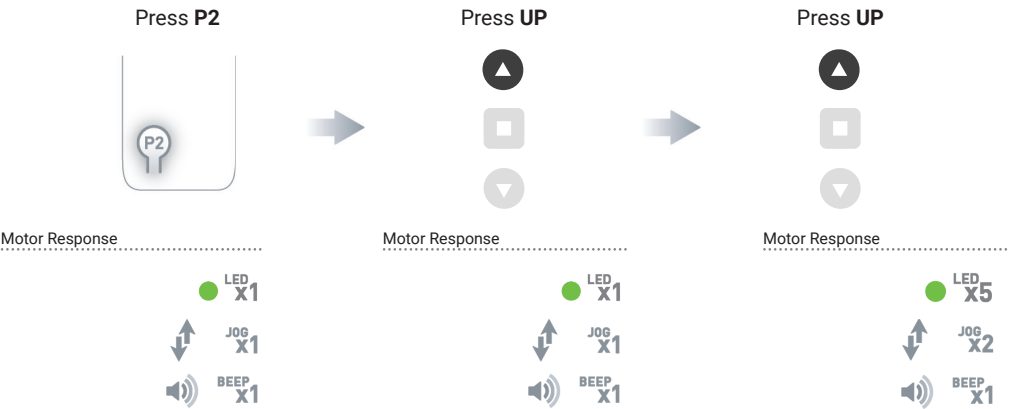 Press P2
Press UP
Press UP
P2
Motor Response
Motor Response
Motor Response
LED x1
LED x1
LED x5
JOG x1
JOG x1
JOG x2
BEEP x1
BEEP x1
BEEP x1